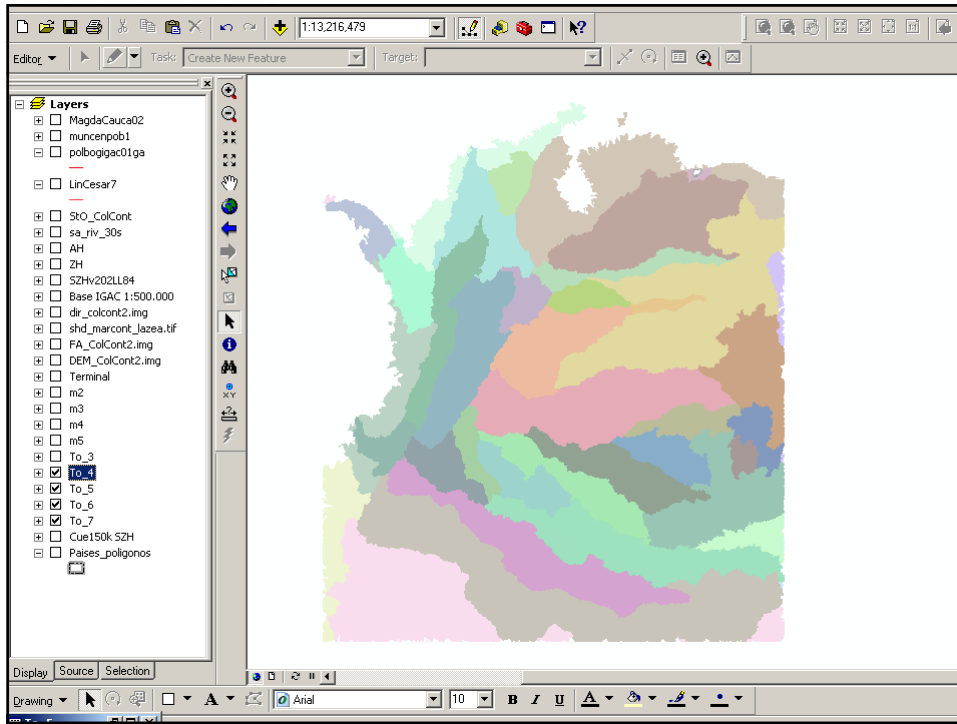 1:13,216,479
Editor Task: Create New Feature Target:
Layers
MagdaCauca02
muncenpob1
polbogigac01ga
LinCesar7
StO_ColCont
sa_riv_30s
AH
ZH
SZHv202LL84
Base IGAC 1:500.000
dir_colcont2.img
shd_marcont_lazea.tif
FA_ColCont2.img
DEM_ColCont2.img
Terminal
m2
m3
m4
m5
To_3
To_4
To_5
To_6
To_7
Cue150k SZH
Paises_poligonos
Display Source Selection
Drawing A Arial 10 B I U A